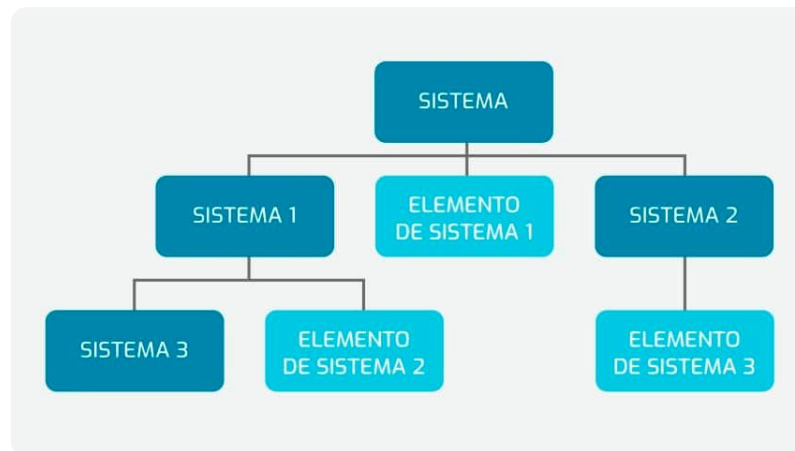 SISTEMA
SISTEMA 1
ELEMENTO
DE SISTEMA 1
SISTEMA 2
SISTEMA 3
ELEMENTO
DE SISTEMA 2
ELEMENTO
DE SISTEMA 3